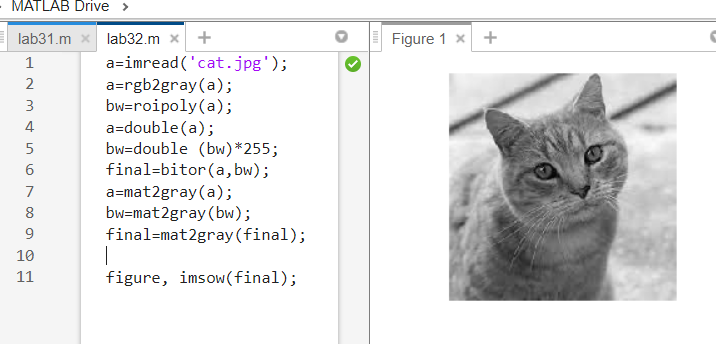 MATLAB Drive
lab31.m
lab32.m
Figure 1
1 a=imread('cat.jpg');
2 a=rgb2gray(a);
3 bw=roipoly(a);
4 a=double(a);
5 bw=double (bw)*255;
6 final=bitor(a,bw);
7 a=mat2gray(a);
8 bw=mat2gray(bw);
9 final=mat2gray(final);
10
11 figure, imsow(final);